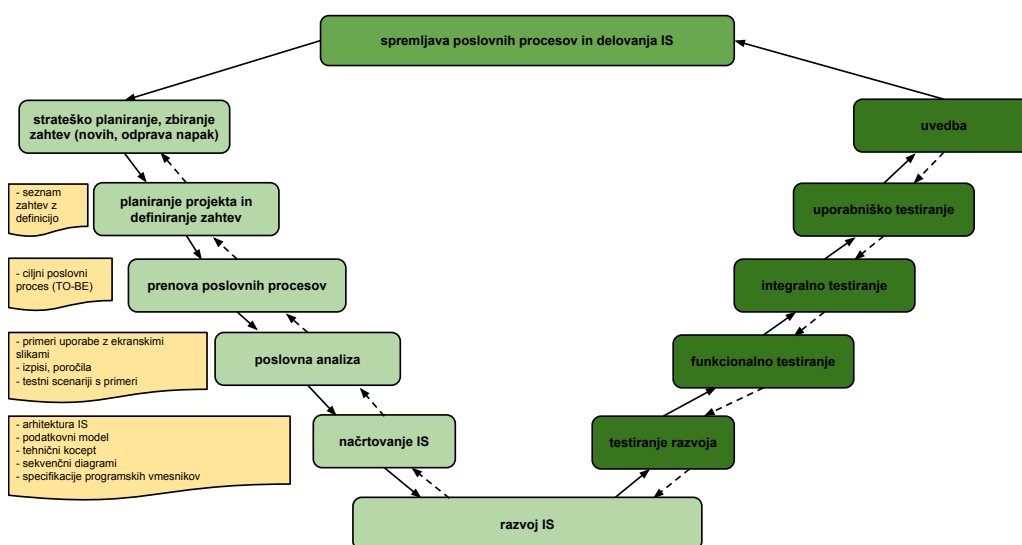 spremljava poslovnih procesov in delovanja IS
strateško planiranje, zbiranje
zahtev (novih, odprava napak)
uvedba
- seznam
zahtev z
definicijo
planiranje projekta in
definiranje zahtev
uporabniško testiranje
- ciljni poslovni
proces (TO-BE)
prenova poslovnih procesov
integralno testiranje
- primeri uporabe z ekranskimi
slikami
- izpisi, poročila
- testni scenariji s primeri
poslovna analiza
funkcionalno testiranje
- arhitektura IS
- podatkovni model
- tehnični kocept
- sekvenčni diagrami
- specifikacije programskih vmesnikov
načrtovanje IS
testiranje razvoja
razvoj IS